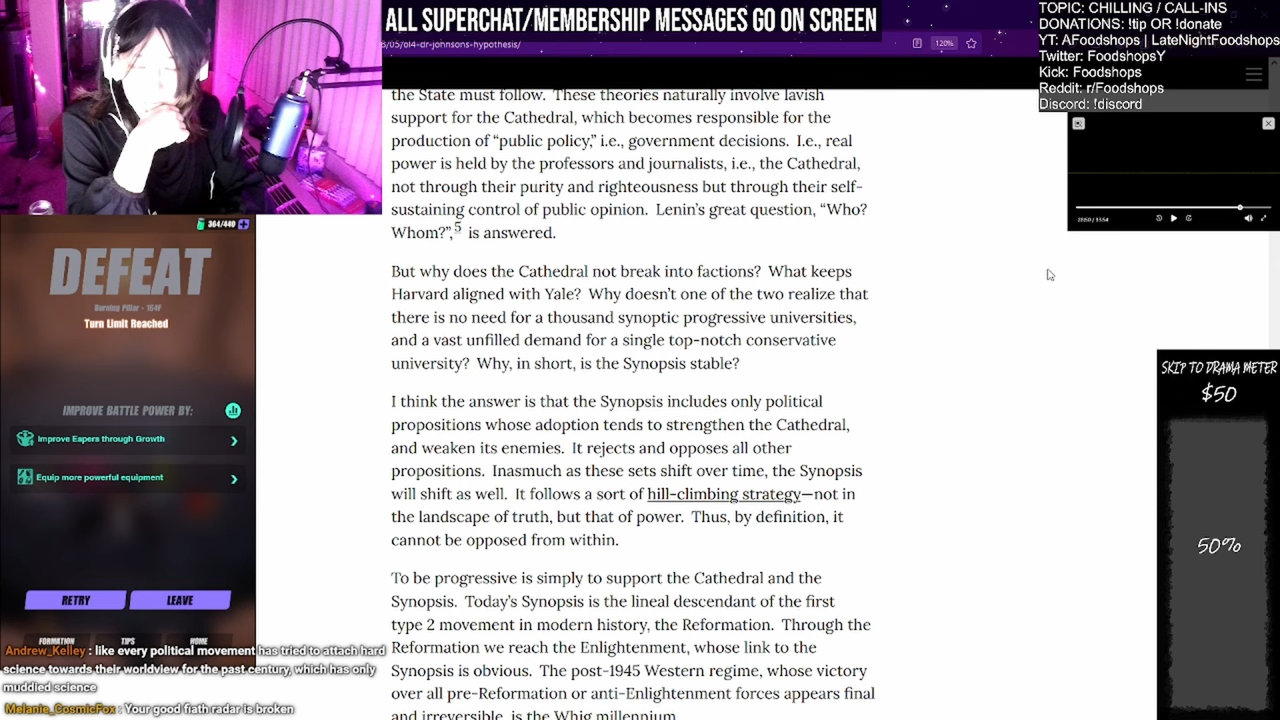 ALL SUPERCHAT/MEMBERSHIP MESSAGES GO ON SCREEN
/05/ol4-dr-johnsons-hypothesis/
120%
TOPIC: CHILLING / CALL-INS
DONATIONS: !tip OR !donate
YT: AFoodshops | LateNightFoodshops
Twitter: FoodshopsY
Kick: Foodshops
Reddit: r/Foodshops
Discord: !discord
the State must follow. These theories naturally involve lavish
support for the Cathedral, which becomes responsible for the
production of “public policy,” i.e., government decisions. I.e., real
power is held by the professors and journalists, i.e., the Cathedral,
not through their purity and righteousness but through their self-
sustaining control of public opinion. Lenin’s great question, “Who?
Whom?”,5 is answered.
But why does the Cathedral not break into factions? What keeps
Harvard aligned with Yale? Why doesn’t one of the two realize that
there is no need for a thousand synoptic progressive universities,
and a vast unfilled demand for a single top-notch conservative
university? Why, in short, is the Synopsis stable?
I think the answer is that the Synopsis includes only political
propositions whose adoption tends to strengthen the Cathedral,
and weaken its enemies. It rejects and opposes all other
propositions. Inasmuch as these sets shift over time, the Synopsis
will shift as well. It follows a sort of hill-climbing strategy—not in
the landscape of truth, but that of power. Thus, by definition, it
cannot be opposed from within.
To be progressive is simply to support the Cathedral and the
Synopsis. Today’s Synopsis is the lineal descendant of the first
type 2 movement in modern history, the Reformation. Through the
Reformation we reach the Enlightenment, whose link to the
Synopsis is obvious. The post-1945 Western regime, whose victory
over all pre-Reformation or anti-Enlightenment forces appears final
and irreversible, is the Whig millennium.
364/440
DEFEAT
Burning Pillar - 164F
Turn Limit Reached
IMPROVE BATTLE POWER BY:
Improve Espers through Growth
Equip more powerful equipment
RETRY
LEAVE
FORMATION
TIPS
HOME
Andrew_Kelley : like every political movement has tried to attach hard
science towards their worldview for the past century, which has only
muddled science
Melanie_CosmicFox : Your good fiath radar is broken
SKIP TO DRAMA METER
$50
50%